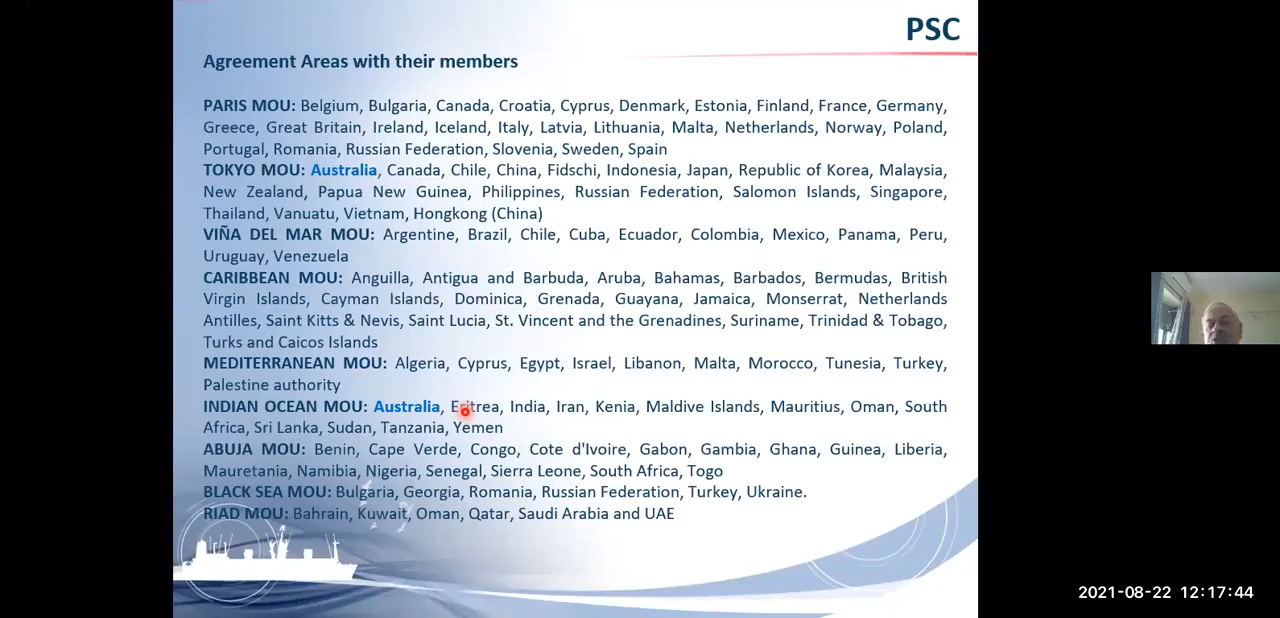 PSC
Agreement Areas with their members
PARIS MOU: Belgium, Bulgaria, Canada, Croatia, Cyprus, Denmark, Estonia, Finland, France, Germany,
Greece, Great Britain, Ireland, Iceland, Italy, Latvia, Lithuania, Malta, Netherlands, Norway, Poland,
Portugal, Romania, Russian Federation, Slovenia, Sweden, Spain
TOKYO MOU: Australia, Canada, Chile, China, Fidschi, Indonesia, Japan, Republic of Korea, Malaysia,
New Zealand, Papua New Guinea, Philippines, Russian Federation, Salomon Islands, Singapore,
Thailand, Vanuatu, Vietnam, Hongkong (China)
VIÑA DEL MAR MOU: Argentine, Brazil, Chile, Cuba, Ecuador, Colombia, Mexico, Panama, Peru,
Uruguay, Venezuela
CARIBBEAN MOU: Anguilla, Antigua and Barbuda, Aruba, Bahamas, Barbados, Bermudas, British
Virgin Islands, Cayman Islands, Dominica, Grenada, Guayana, Jamaica, Monserrat, Netherlands
Antilles, Saint Kitts & Nevis, Saint Lucia, St. Vincent and the Grenadines, Suriname, Trinidad & Tobago,
Turks and Caicos Islands
MEDITERRANEAN MOU: Algeria, Cyprus, Egypt, Israel, Libanon, Malta, Morocco, Tunesia, Turkey,
Palestine authority
INDIAN OCEAN MOU: Australia, Eritrea, India, Iran, Kenia, Maldive Islands, Mauritius, Oman, South
Africa, Sri Lanka, Sudan, Tanzania, Yemen
ABUJA MOU: Benin, Cape Verde, Congo, Cote d'Ivoire, Gabon, Gambia, Ghana, Guinea, Liberia,
Mauretania, Namibia, Nigeria, Senegal, Sierra Leone, South Africa, Togo
BLACK SEA MOU: Bulgaria, Georgia, Romania, Russian Federation, Turkey, Ukraine.
RIAD MOU: Bahrain, Kuwait, Oman, Qatar, Saudi Arabia and UAE
2021-08-22 12:17:44